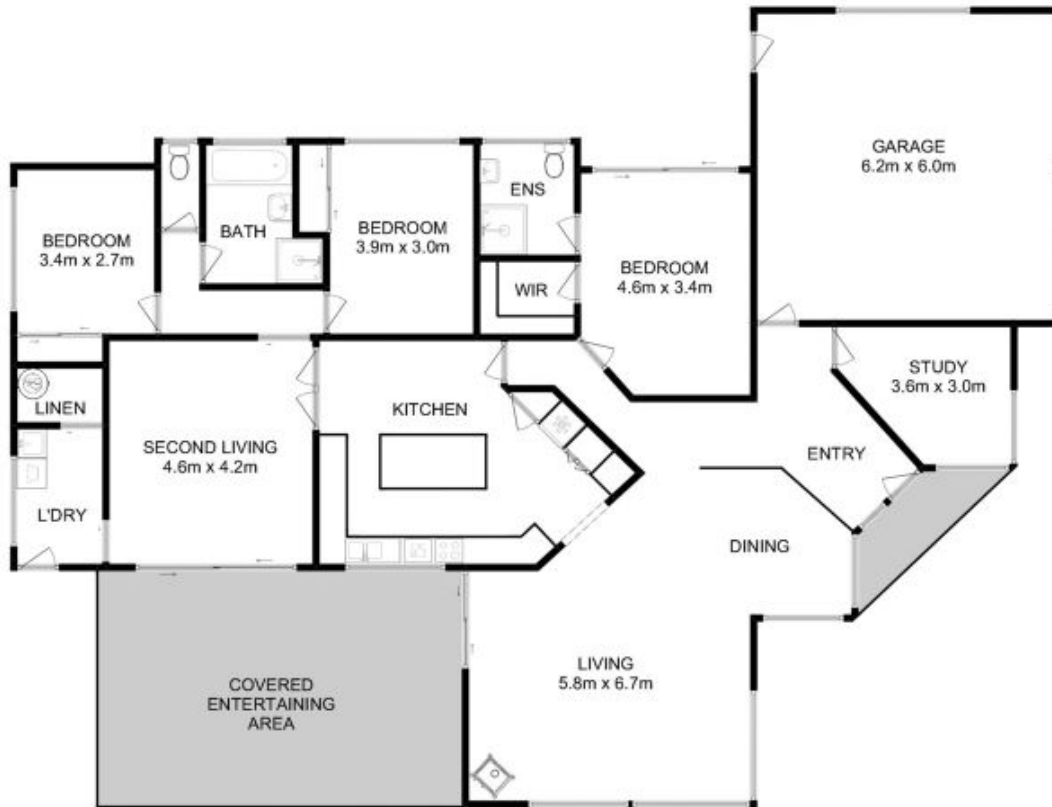 GARAGE
6.2m x 6.0m
ENS
BATH
BEDROOM
3.9m x 3.0m
BEDROOM
3.4m x 2.7m
BEDROOM
4.6m x 3.4m
WIR
STUDY
3.6m x 3.0m
LINEN
KITCHEN
SECOND LIVING
4.6m x 4.2m
ENTRY
L'DRY
DINING
LIVING
5.8m x 6.7m
COVERED
ENTERTAINING
AREA